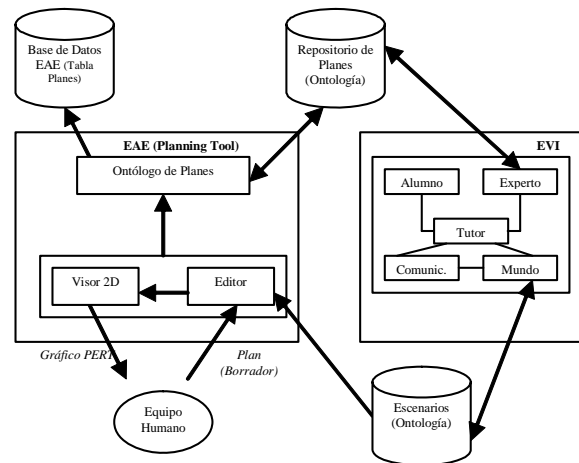 Base de Datos
EAE (Tabla
Planes)
Repositorio de
Planes
(Ontología)
EAE (Planning Tool)
EVI
Ontólogo de Planes
Alumno
Experto
Tutor
Comunic.
Mundo
Visor 2D
Editor
Gráfico PERT
Plan
(Borrador)
Equipo
Humano
Escenarios
(Ontología)